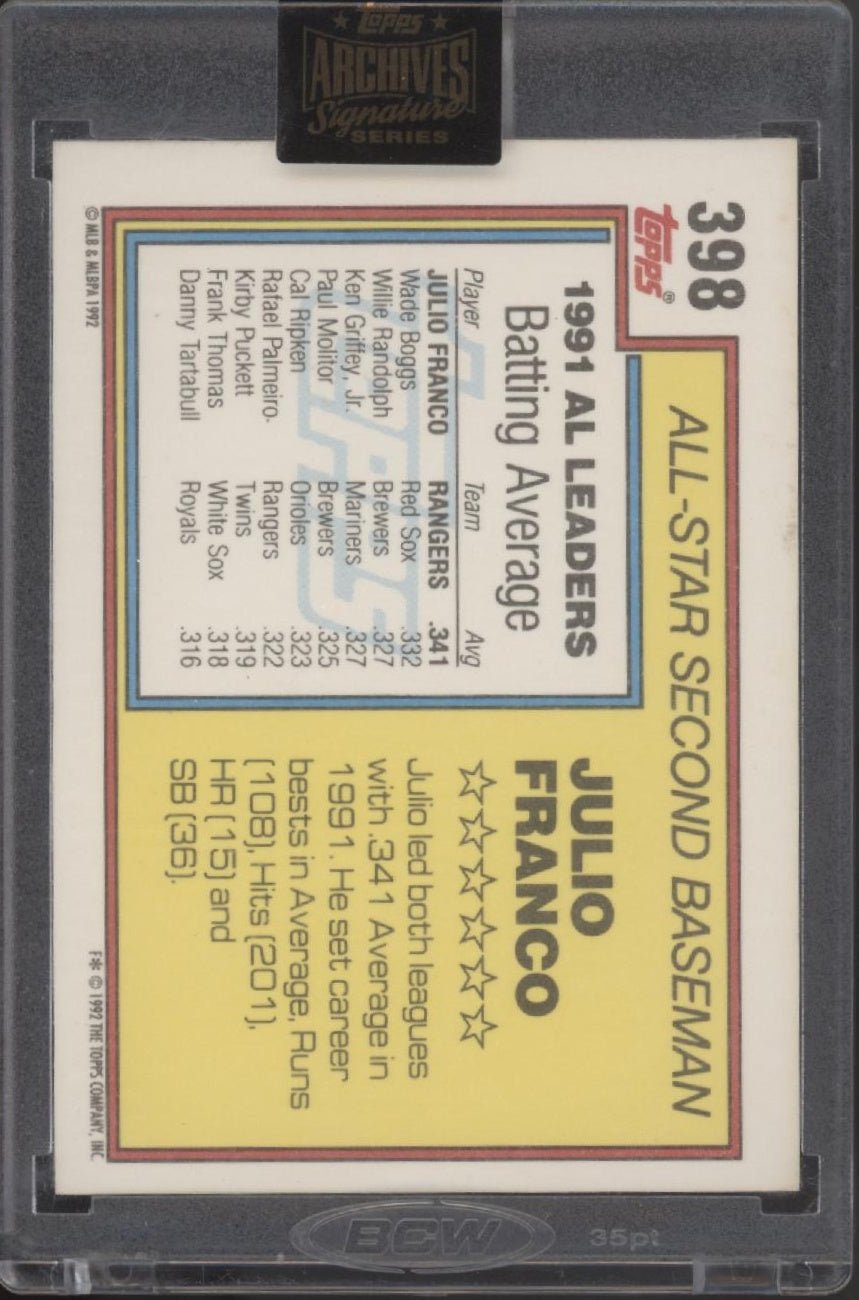 topps
ARCHIVES
Signature
SERIES
398
topps®
ALL-STAR SECOND BASEMAN
1991 AL LEADERS
Batting Average
Player Team Avg
JULIO FRANCO RANGERS .341
Wade Boggs Red Sox .332
Willie Randolph Brewers .327
Ken Griffey, Jr. Mariners .327
Paul Molitor Brewers .325
Cal Ripken Orioles .323
Rafael Palmeiro Rangers .322
Kirby Puckett Twins .319
Frank Thomas White Sox .318
Danny Tartabull Royals .316
JULIO
FRANCO
Julio led both leagues
with .341 Average in
1991. He set career
bests in Average, Runs
(108), Hits (201),
HR (15) and
SB (36).
© MLB & MLBPA 1992
F✻ © 1992 THE TOPPS COMPANY, INC.
BCW
35pt